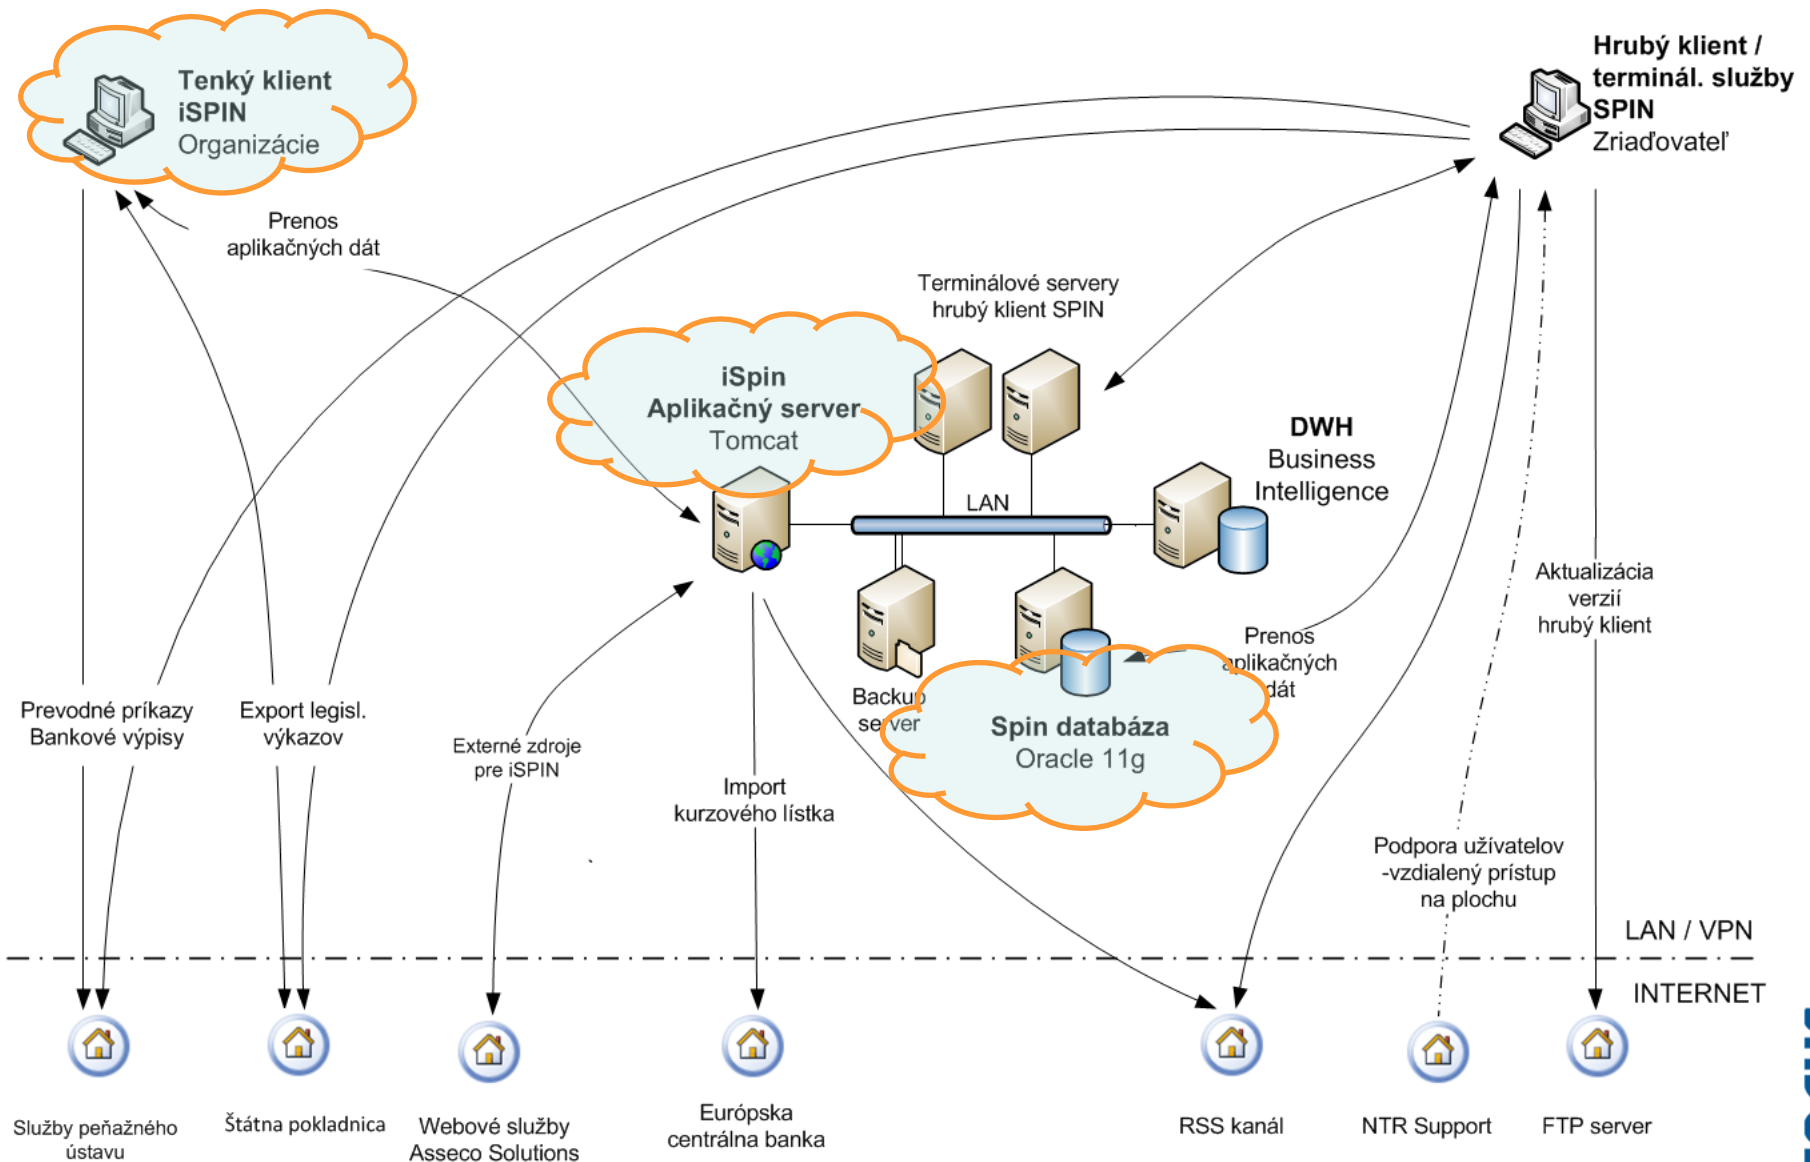 Tenký klient
iSPIN
Organizácie
Hrubý klient /
terminál. služby
SPIN
Zriaďovateľ
Prenos
aplikačných dát
Terminálové servery
hrubý klient SPIN
iSpin
Aplikačný server
Tomcat
DWH
Business
Intelligence
LAN
Aktualizácia
verzií
hrubý klient
Prenos
aplikačných
dát
Backup
server
Spin databáza
Oracle 11g
Prevodné príkazy
Bankové výpisy
Export legisl.
výkazov
Externé zdroje
pre iSPIN
Import
kurzového lístka
Podpora užívatelov
-vzdialený prístup
na plochu
LAN / VPN
INTERNET
Služby peňažného
ústavu
Štátna pokladnica
Webové služby
Asseco Solutions
Európska
centrálna banka
RSS kanál
NTR Support
FTP server